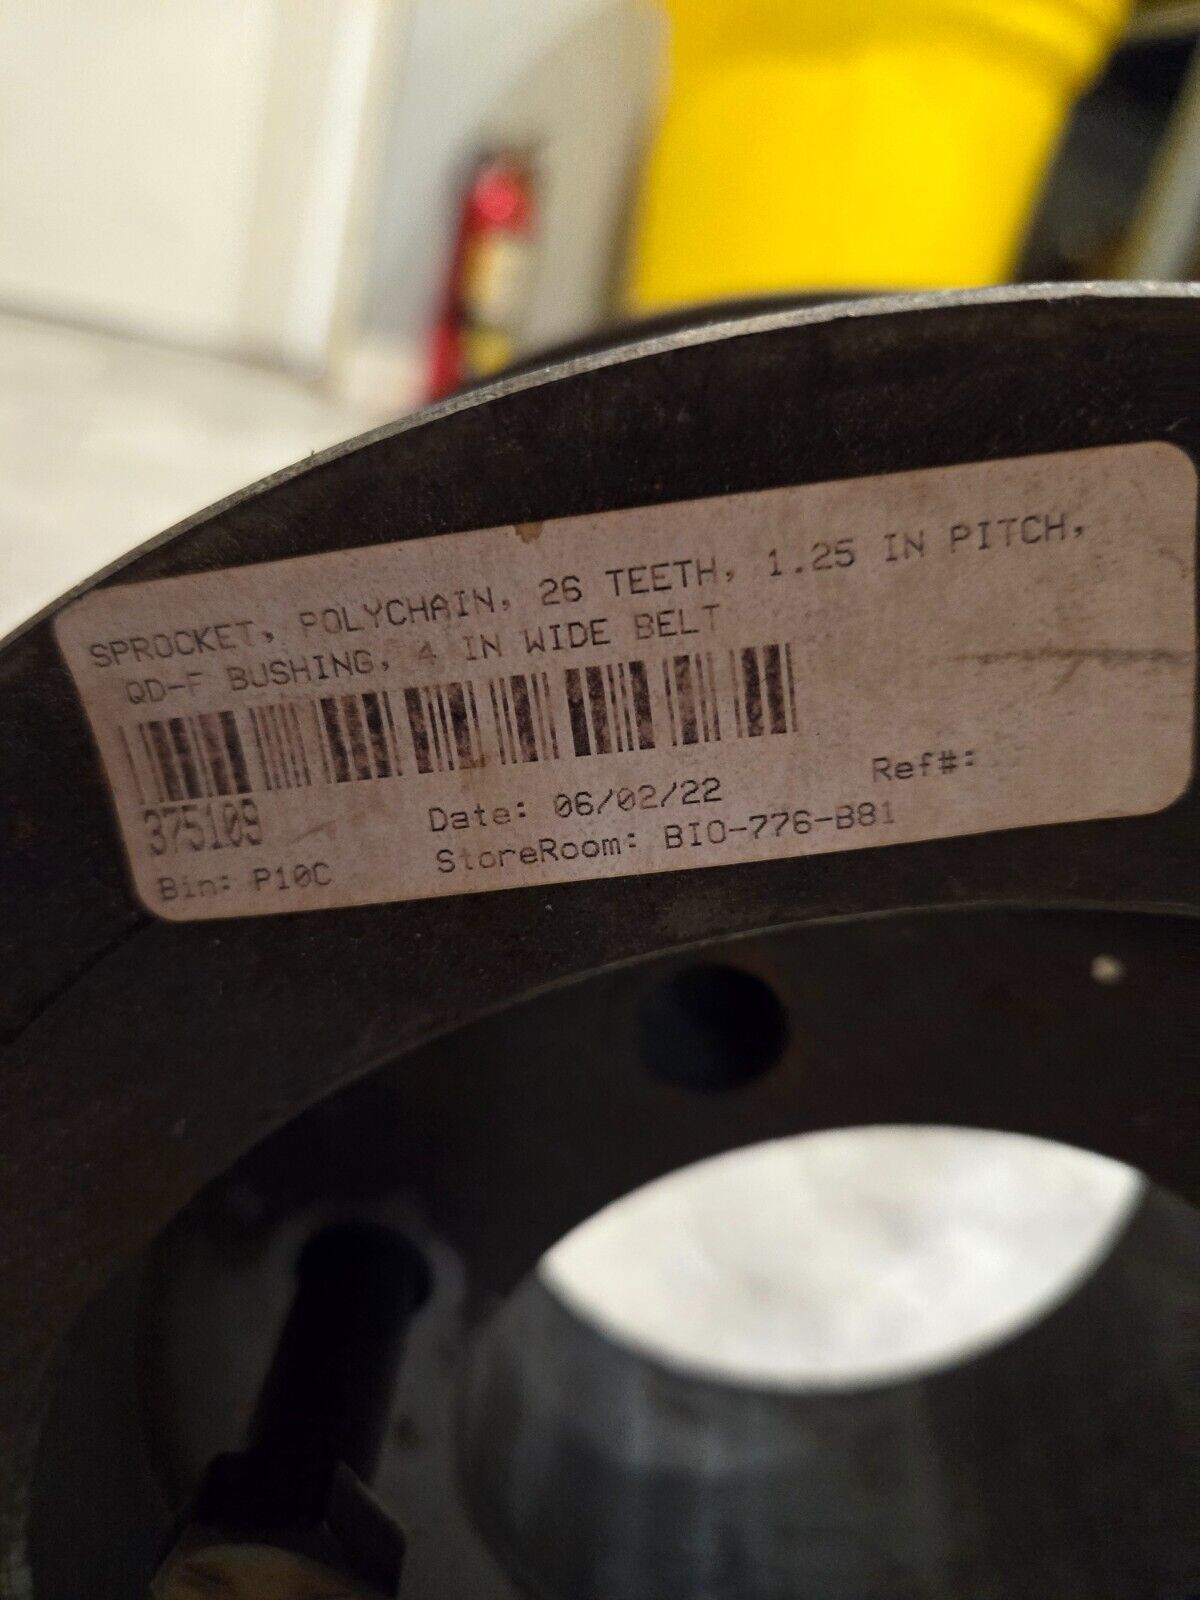 SPROCKET, POLYCHAIN, 26 TEETH, 1.25 IN PITCH,
QD-F BUSHING, 4 IN WIDE BELT
375109
Date: 06/02/22
Ref#:
Bin: P10C
StoreRoom: BIO-776-B81